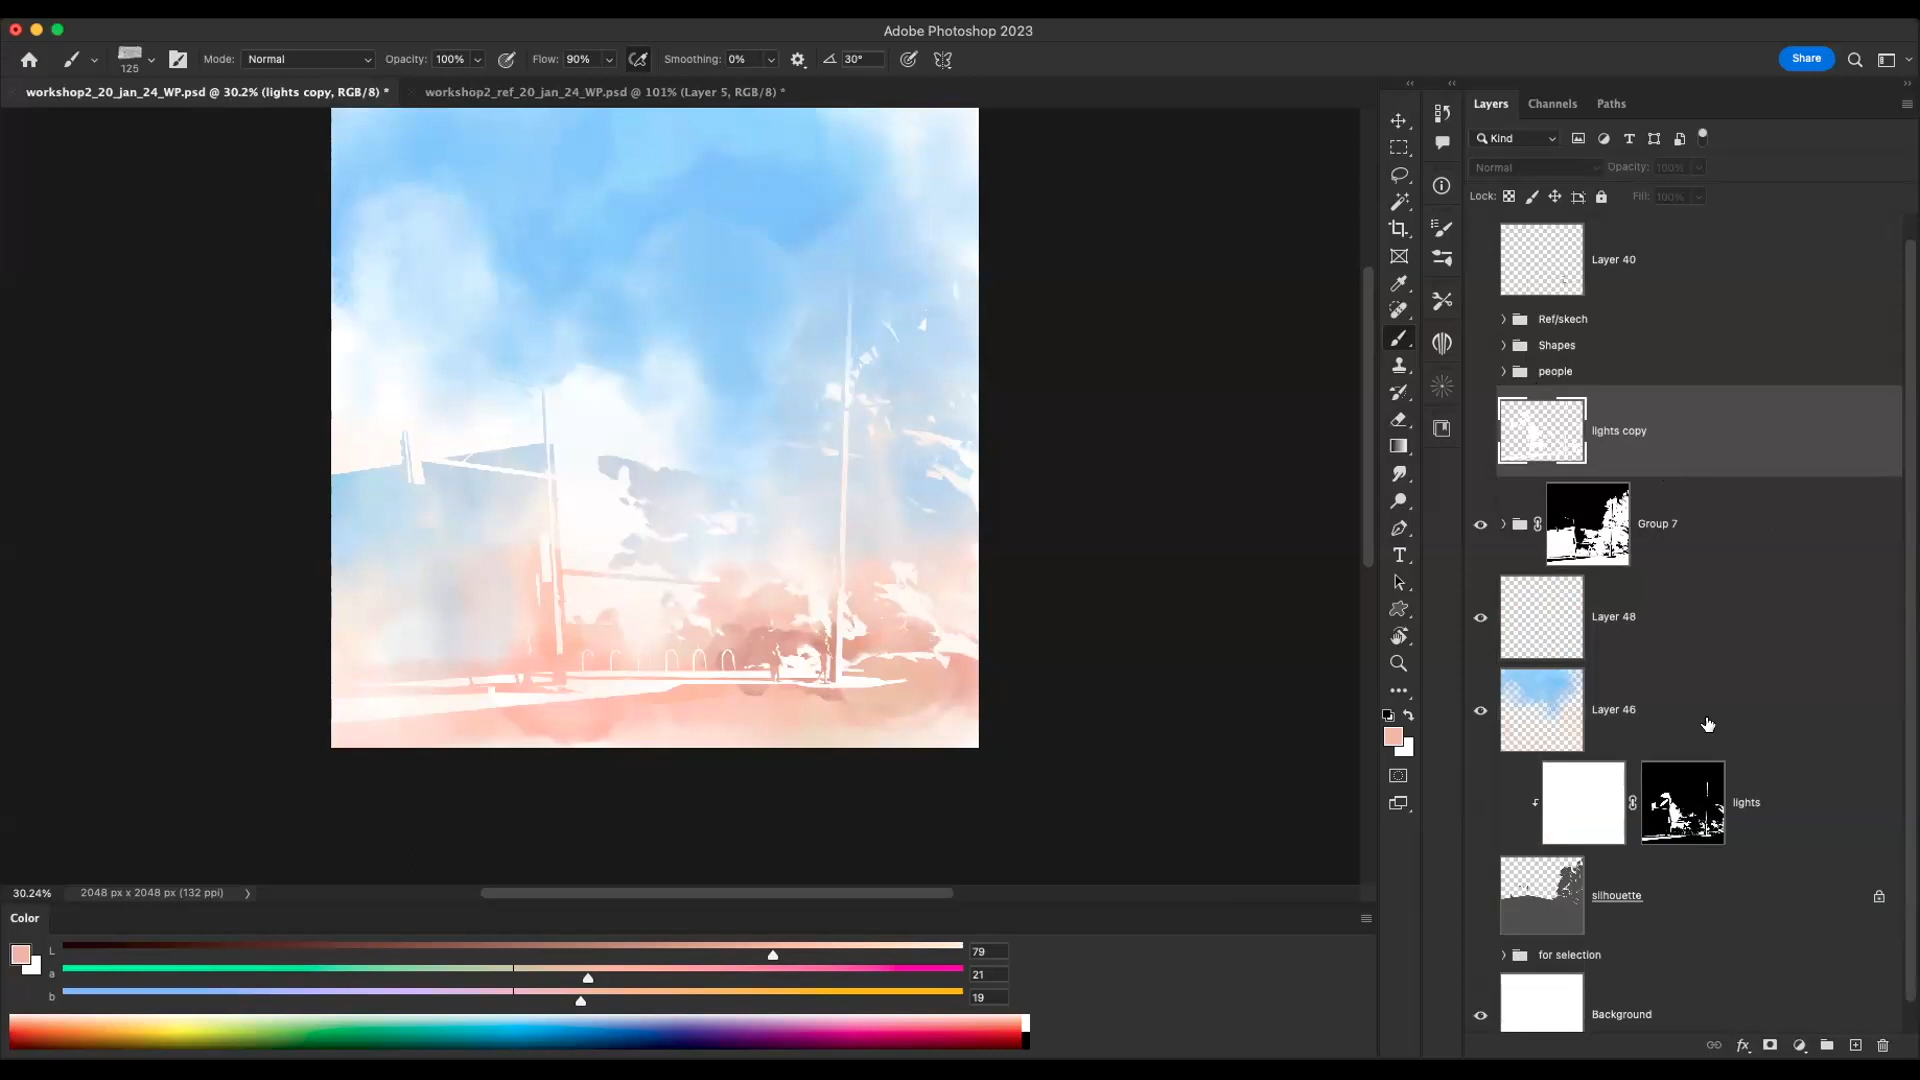 Adobe Photoshop 2023
125
Mode: Normal
Opacity: 100%
Flow: 90%
Smoothing: 0%
30°
Share
workshop2_20_jan_24_WP.psd @ 30.2% (lights copy, RGB/8) *
workshop2_ref_20_jan_24_WP.psd @ 101% (Layer 5, RGB/8) *
Layers
Channels
Paths
Kind
Normal
Opacity: 100%
Lock:
Fill: 100%
Layer 40
Ref/skech
Shapes
people
lights copy
Group 7
Layer 48
Layer 46
lights
silhouette
for selection
Background
30.24%
2048 px x 2048 px (132 ppi)
Color
L
79
a
21
b
19